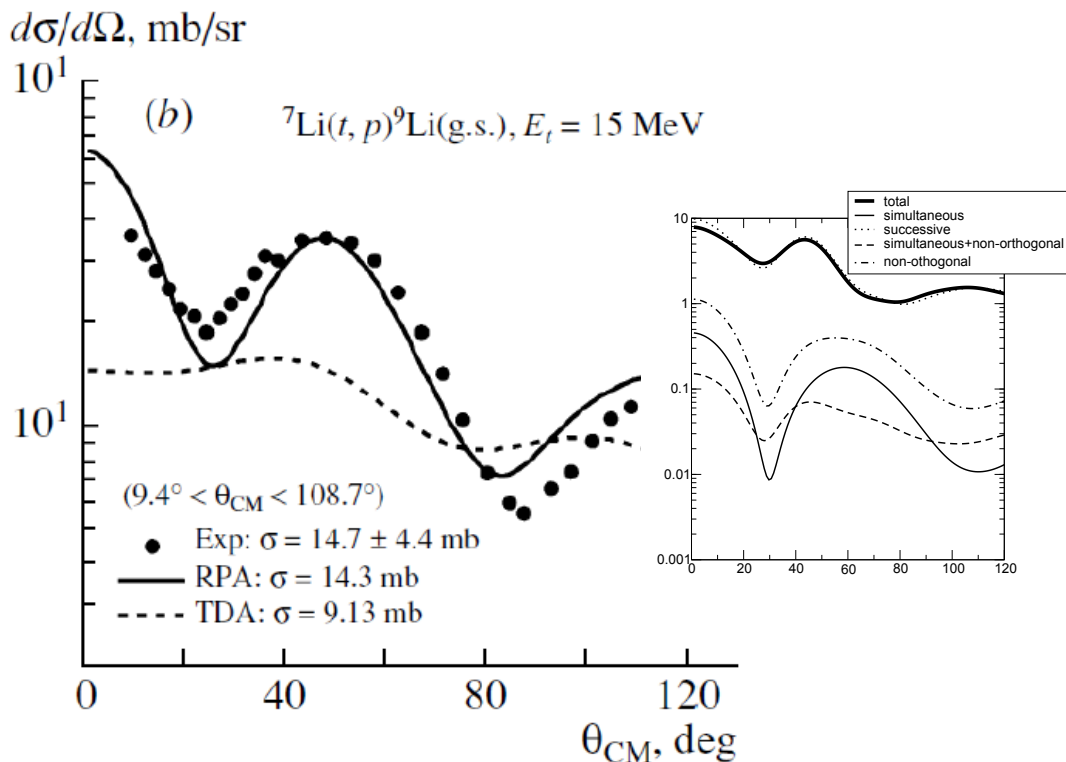 dσ/dΩ, mb/sr
10¹
(b) ⁷Li(t, p)⁹Li(g.s.), Eₜ = 15 MeV
10¹
(9.4° < θCM < 108.7°)
Exp: σ = 14.7 ± 4.4 mb
RPA: σ = 14.3 mb
TDA: σ = 9.13 mb
0 40 80 120
θCM, deg
total
simultaneous
successive
simultaneous+non-orthogonal
non-othogonal
10
1
0.1
0.01
0.001
0 20 40 60 80 100 120